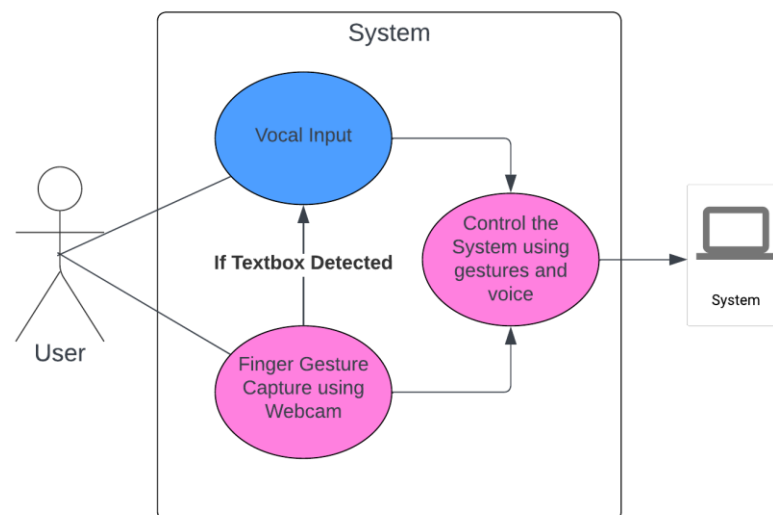 System
Vocal Input
If Textbox Detected
Control the
System using
gestures and
voice
System
User
Finger Gesture
Capture using
Webcam